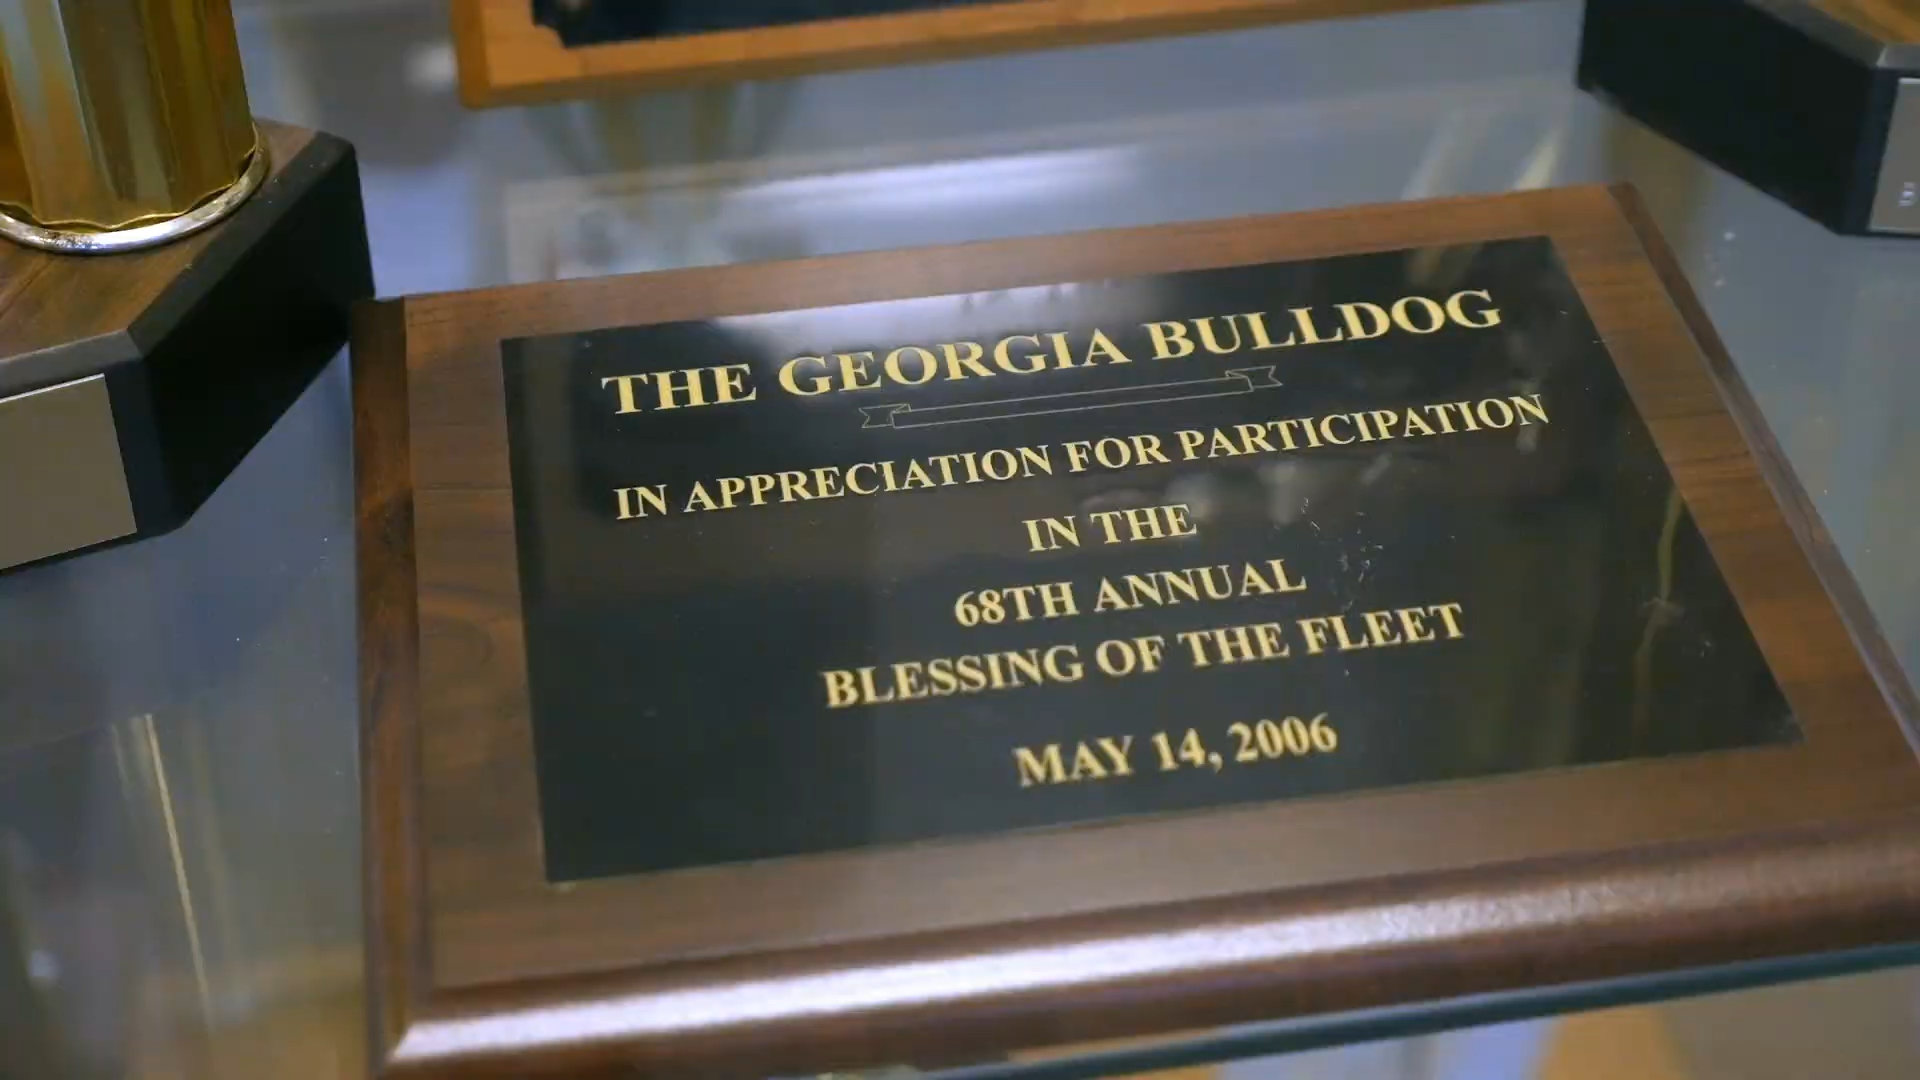 THE GEORGIA BULLDOG
IN APPRECIATION FOR PARTICIPATION
IN THE
68TH ANNUAL
BLESSING OF THE FLEET
MAY 14, 2006